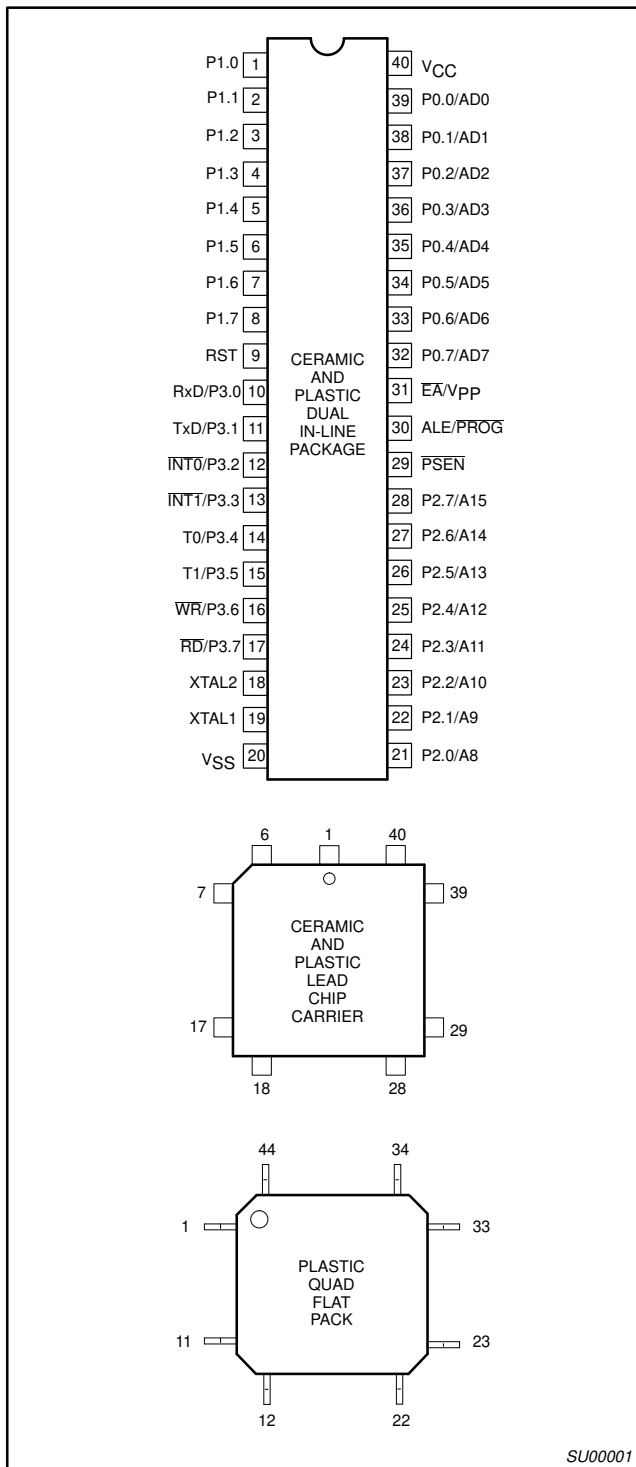 P1.0 1 40 VCC
P1.1 2 39 P0.0/AD0
P1.2 3 38 P0.1/AD1
P1.3 4 37 P0.2/AD2
P1.4 5 36 P0.3/AD3
P1.5 6 35 P0.4/AD4
P1.6 7 34 P0.5/AD5
P1.7 8 33 P0.6/AD6
RST 9 32 P0.7/AD7
RxD/P3.0 10 31 E̅A̅/VPP
TxD/P3.1 11 30 ALE/P̅R̅O̅G̅
I̅N̅T̅0̅/P3.2 12 29 P̅S̅E̅N̅
I̅N̅T̅1̅/P3.3 13 28 P2.7/A15
T0/P3.4 14 27 P2.6/A14
T1/P3.5 15 26 P2.5/A13
W̅R̅/P3.6 16 25 P2.4/A12
R̅D̅/P3.7 17 24 P2.3/A11
XTAL2 18 23 P2.2/A10
XTAL1 19 22 P2.1/A9
VSS 20 21 P2.0/A8
CERAMIC
AND
PLASTIC
DUAL
IN-LINE
PACKAGE
6 1 40
7 39
CERAMIC
AND
PLASTIC
LEAD
CHIP
CARRIER
17 29
18 28
44 34
1 33
PLASTIC
QUAD
FLAT
PACK
11 23
12 22
SU00001